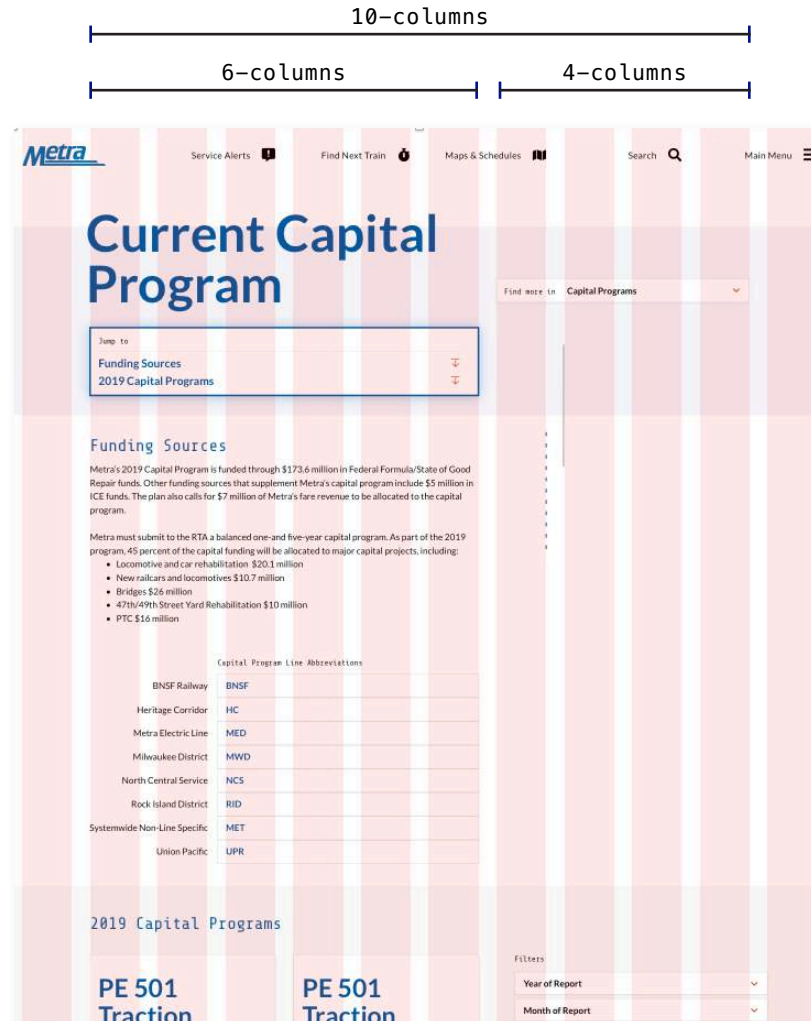 10-columns
6-columns
4-columns
Metra
Service Alerts
Find Next Train
Maps & Schedules
Search
Main Menu
Current Capital
Program
Find more in Capital Programs
Jump to
Funding Sources
2019 Capital Programs
Funding Sources
Metra's 2019 Capital Program is funded through $173.6 million in Federal Formula/State of Good
Repair funds. Other funding sources that supplement Metra's capital program include $5 million in
ICE funds. The plan also calls for $7 million of Metra's fare revenue to be allocated to the capital
program.
Metra must submit to the RTA a balanced one-and five-year capital program. As part of the 2019
program, 45 percent of the capital funding will be allocated to major capital projects, including:
• Locomotive and car rehabilitation $20.1 million
• New railcars and locomotives $10.7 million
• Bridges $26 million
• 47th/49th Street Yard Rehabilitation $10 million
• PTC $16 million
Capital Program Line Abbreviations
BNSF Railway BNSF
Heritage Corridor HC
Metra Electric Line MED
Milwaukee District MWD
North Central Service NCS
Rock Island District RID
Systemwide Non-Line Specific MET
Union Pacific UPR
2019 Capital Programs
PE 501
Traction
PE 501
Traction
Filters
Year of Report
Month of Report